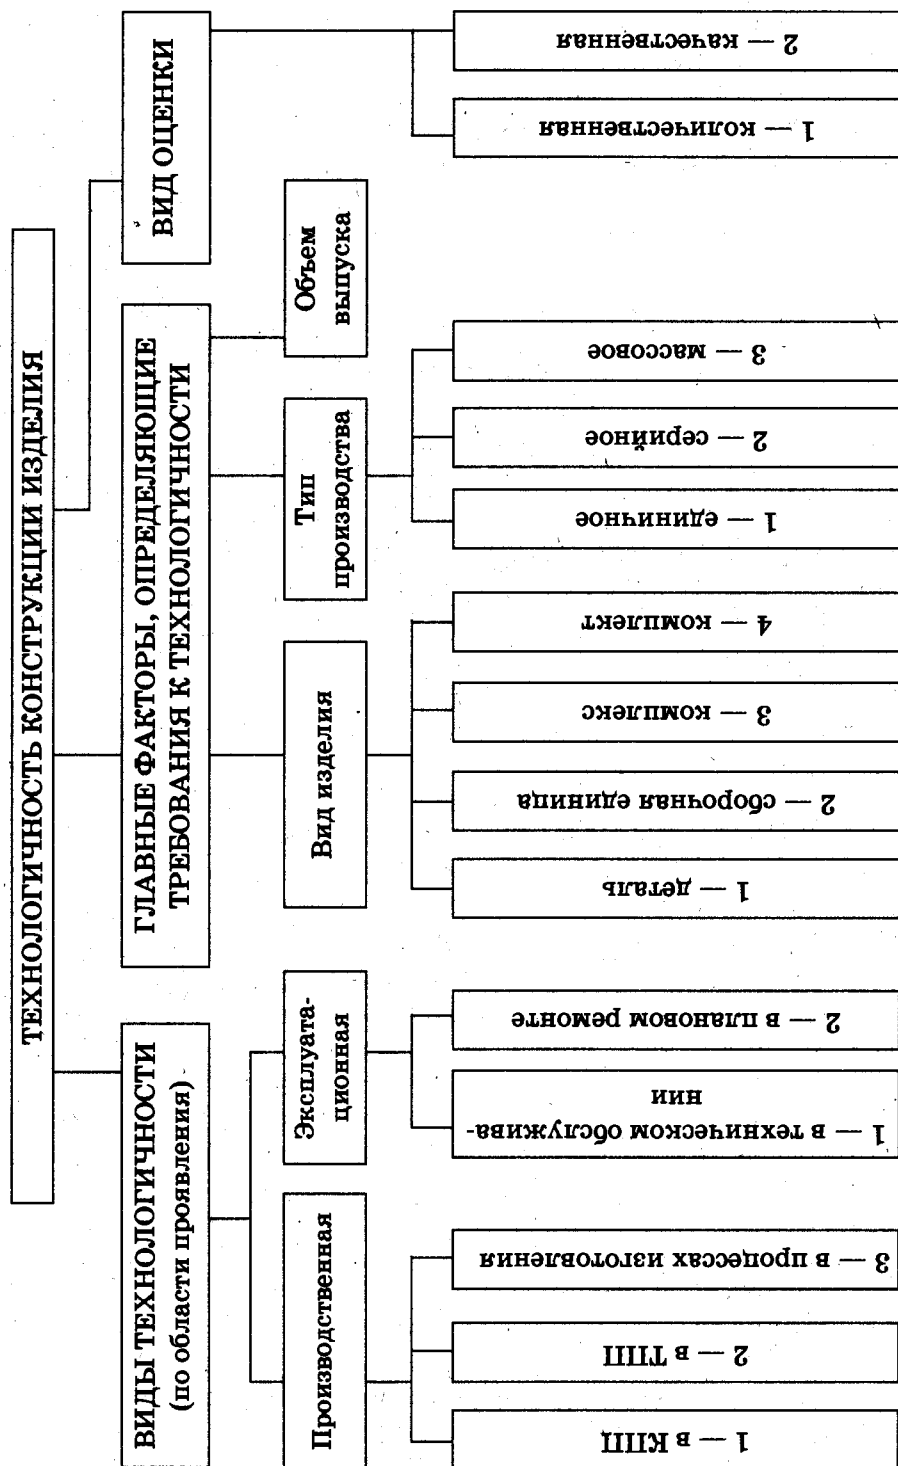 ТЕХНОЛОГИЧНОСТЬ КОНСТРУКЦИИ ИЗДЕЛИЯ
ВИДЫ ТЕХНОЛОГИЧНОСТИ
(по области проявления)
ГЛАВНЫЕ ФАКТОРЫ, ОПРЕДЕЛЯЮЩИЕ
ТРЕБОВАНИЯ К ТЕХНОЛОГИЧНОСТИ
ВИД ОЦЕНКИ
Производственная
Эксплуата-
ционная
Вид изделия
Тип
производства
Объем
выпуска
1 — в КПП
2 — в ТПП
3 — в процессах изготовления
1 — в техническом обслужива-
нии
2 — в плановом ремонте
1 — деталь
2 — сборочная единица
3 — комплекс
4 — комплект
1 — единичное
2 — серийное
3 — массовое
1 — количественная
2 — качественная